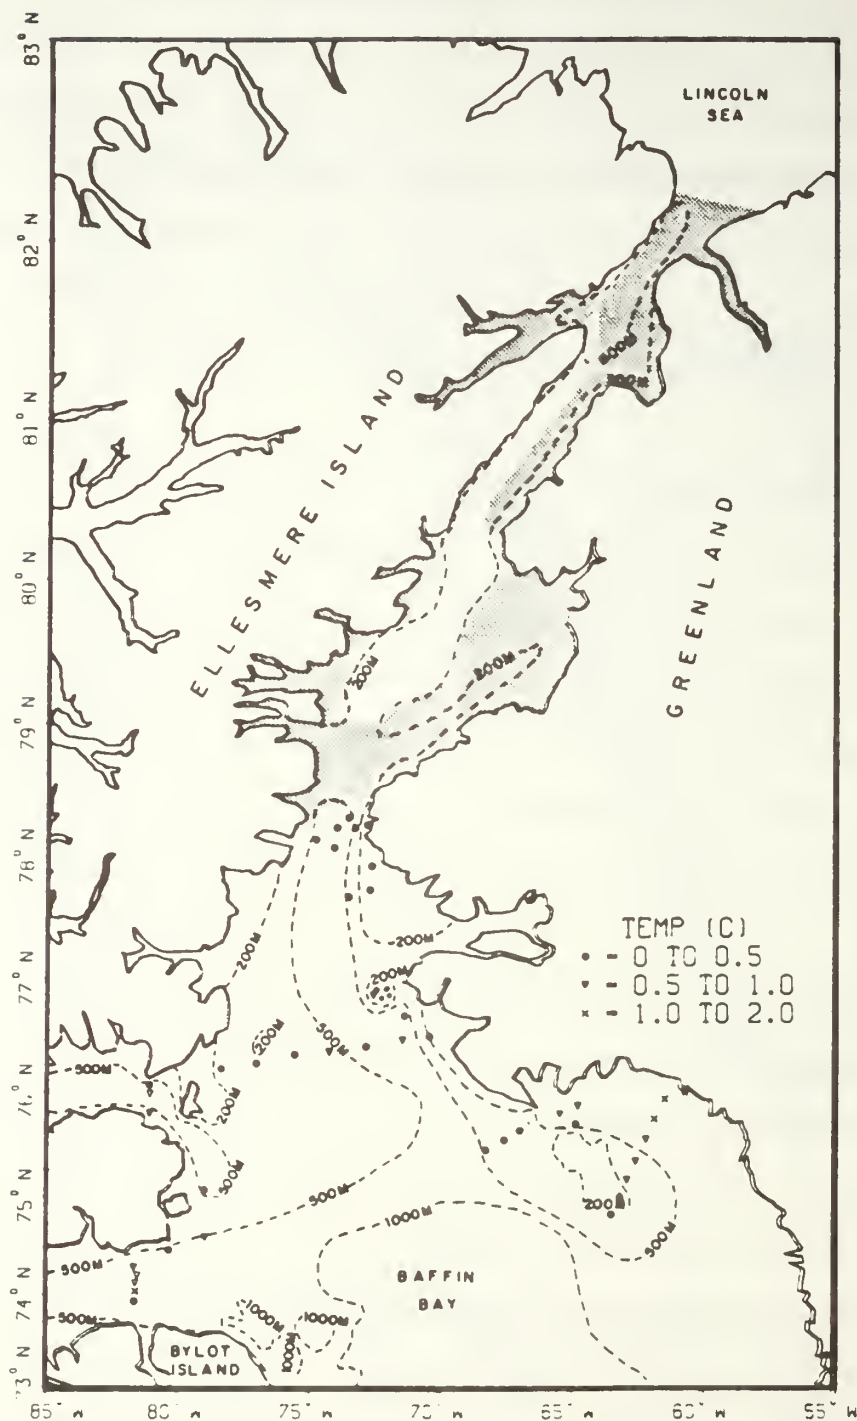 83° N
LINCOLN
SEA
82° N
81° N
80° N
79° N
78° N
77° N
76° N
75° N
74° N
73° N
ELLESMERE ISLAND
GREENLAND
200M
200M
200M
200M
200M
500M
200M
500M
200M
500M
500M
500M
500M
1000M
200M
500M
1000M
1000M
1000M
TEMP (C)
• - 0 TO 0.5
▾ - 0.5 TO 1.0
× - 1.0 TO 2.0
BAFFIN
BAY
BYLOT
ISLAND
85° W
80° W
75° W
70° W
65° W
60° W
55° W